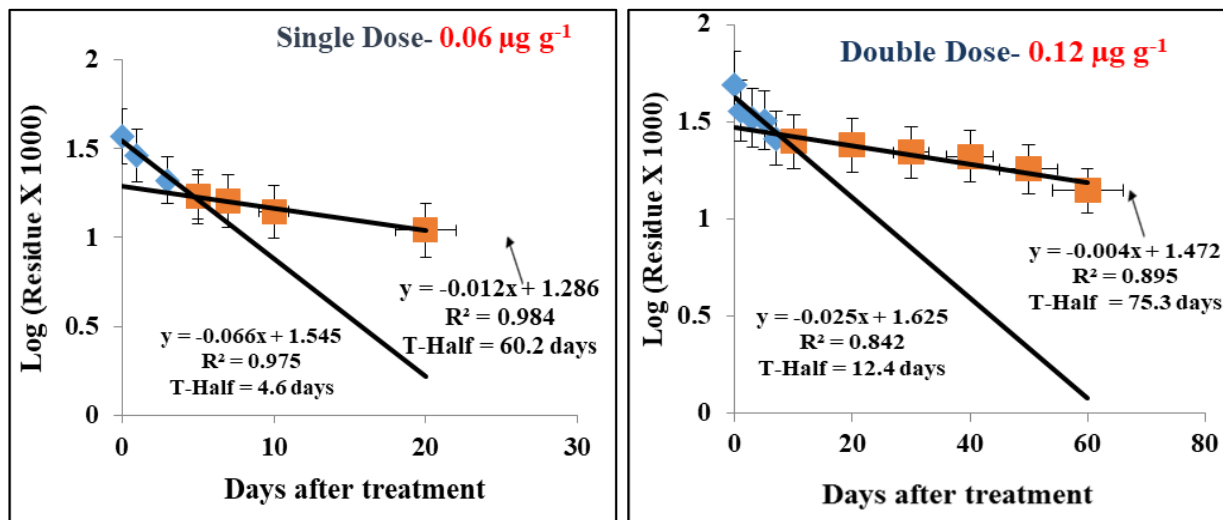 Single Dose- 0.06 µg g⁻¹
Log (Residue X 1000)
2
1.5
1
0.5
0
y = -0.012x + 1.286
R² = 0.984
T-Half = 60.2 days
y = -0.066x + 1.545
R² = 0.975
T-Half = 4.6 days
0
10
20
30
Days after treatment
Double Dose- 0.12 µg g⁻¹
Log (Residue X 1000)
2
1.5
1
0.5
0
y = -0.004x + 1.472
R² = 0.895
T-Half = 75.3 days
y = -0.025x + 1.625
R² = 0.842
T-Half = 12.4 days
0
20
40
60
80
Days after treatment